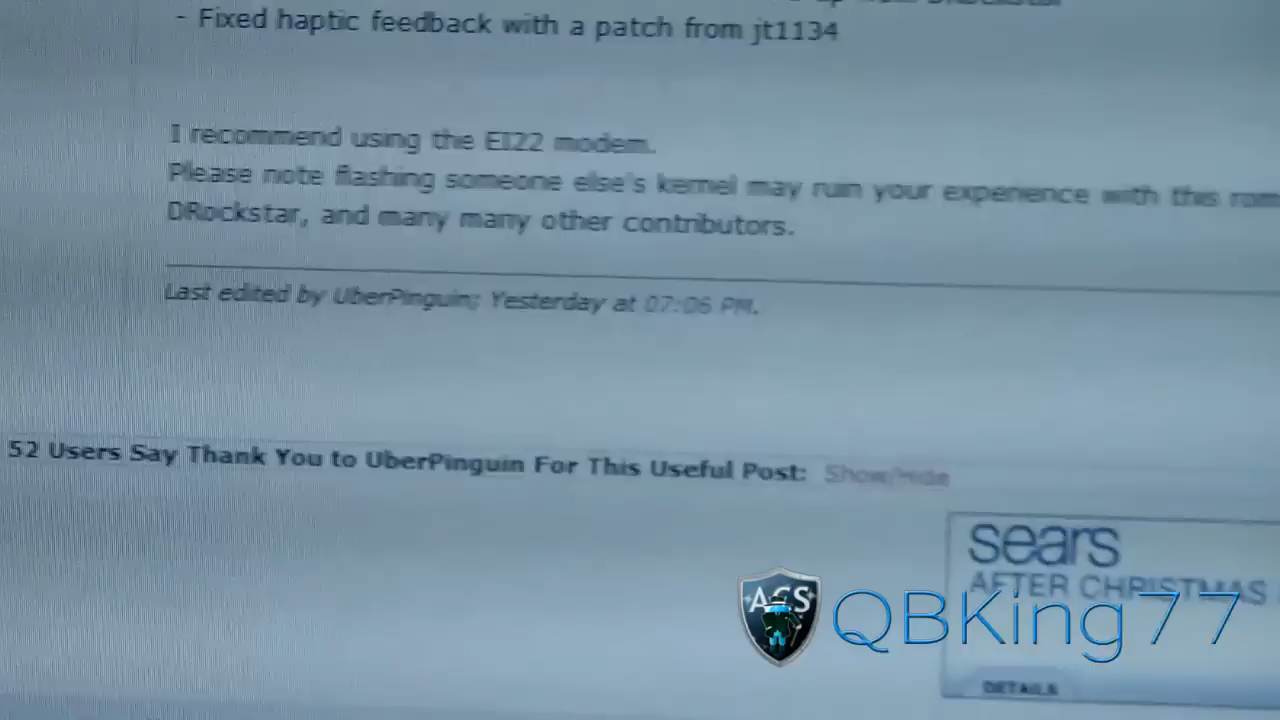 - Fixed haptic feedback with a patch from jt1134
I recommend using the EI22 modem.
Please note flashing someone else's kernel may ruin your experience with this rom
DRockstar, and many many other contributors.
Last edited by UberPinguin; Yesterday at 07:06 PM.
52 Users Say Thank You to UberPinguin For This Useful Post: Show/Hide
sears
AFTER CHRISTMAS
ACS QBKing77
DETAILS